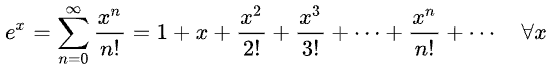 e^x = \sum_{n=0}^{\infty} \frac{x^n}{n!} = 1 + x + \frac{x^2}{2!} + \frac{x^3}{3!} + \cdots + \frac{x^n}{n!} + \cdots \quad \forall x